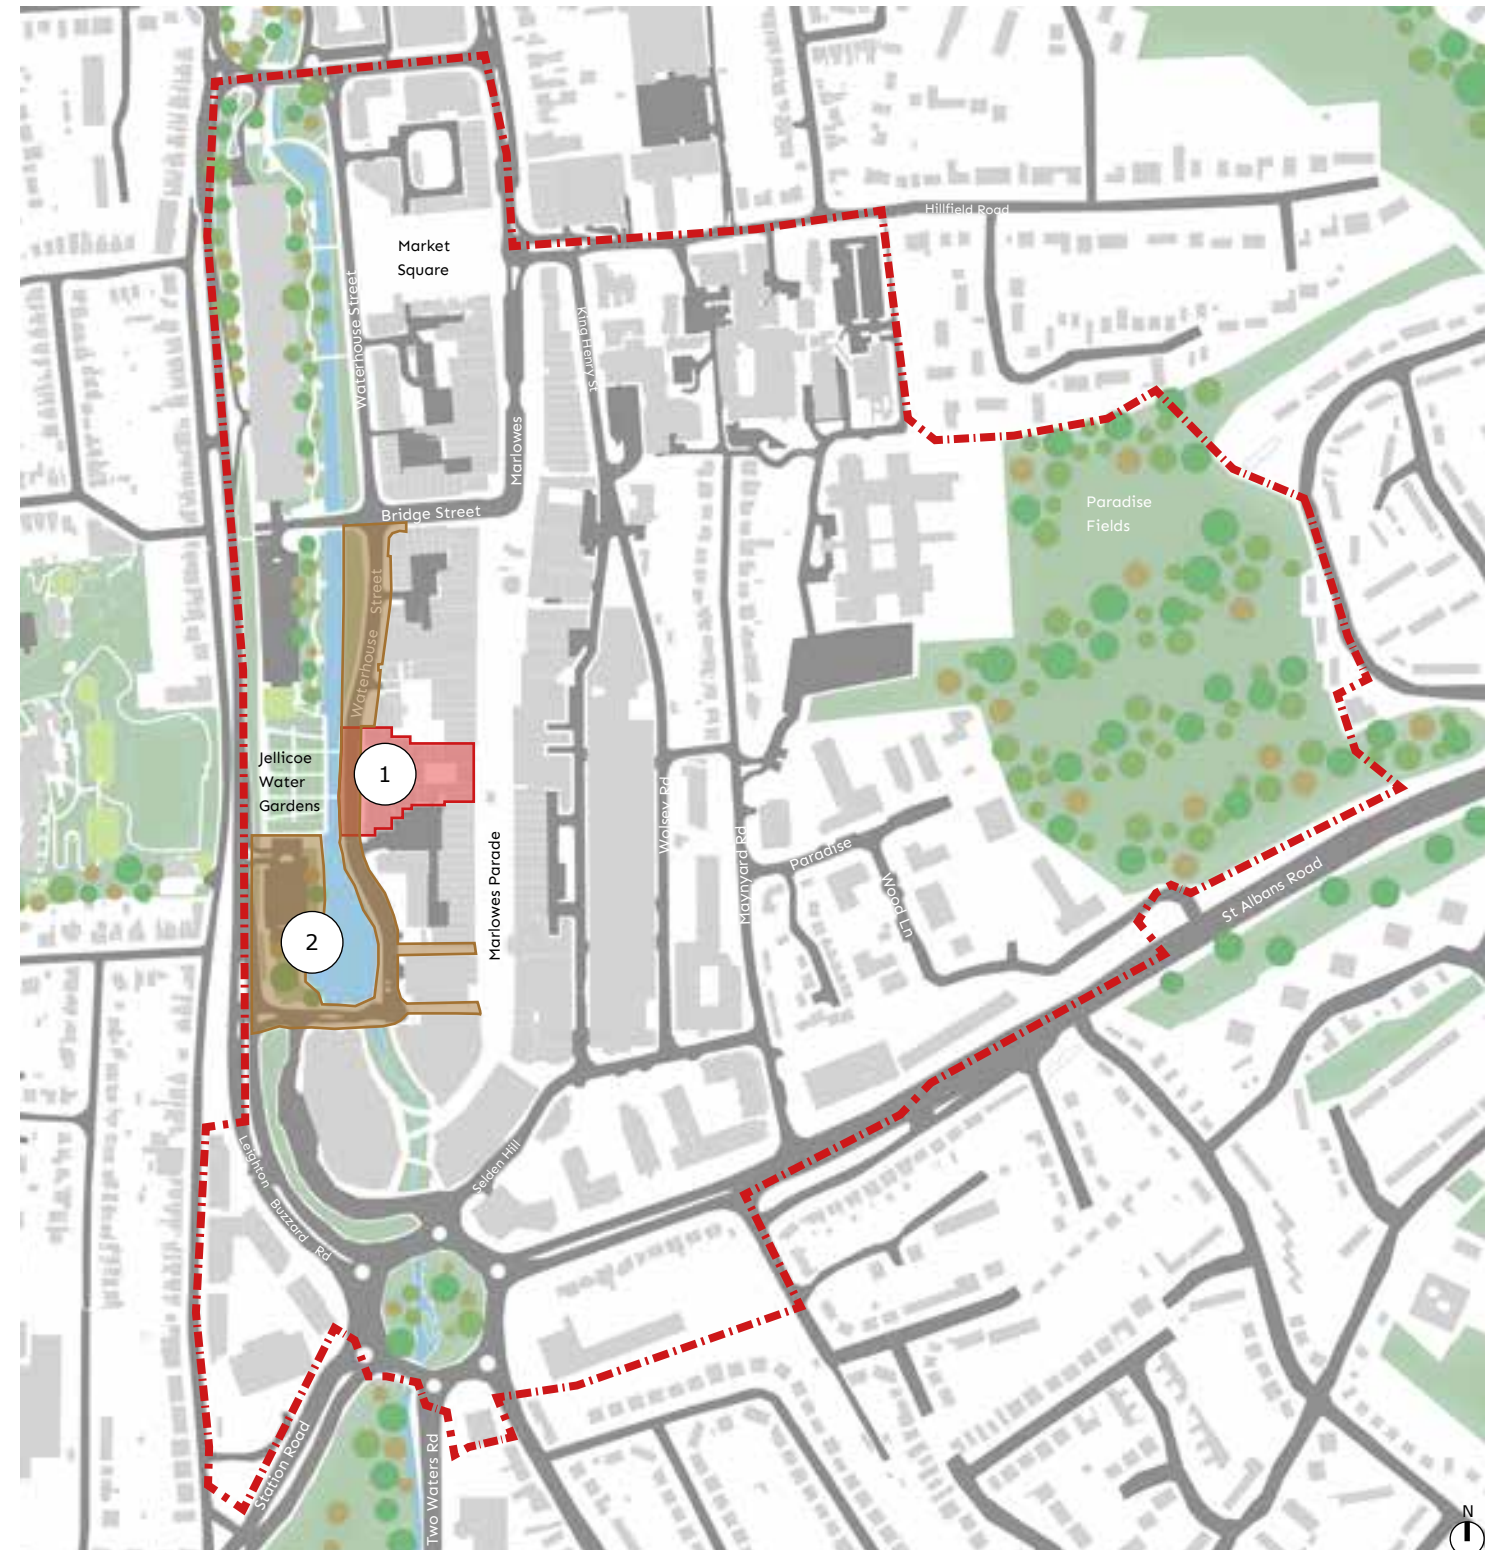 Hillfield Road
Market
Square
Waterhouse Street
King Henry St
Marlowes
Bridge Street
Paradise
Fields
Waterhouse Street
Jellicoe
Water
Gardens
1
Wolsey Rd
Maynyard Rd
Marlowes Parade
Paradise
Wood Ln
St Albans Road
2
Selden Hill
Leighton Buzzard Rd
Station Road
Two Waters Rd
N